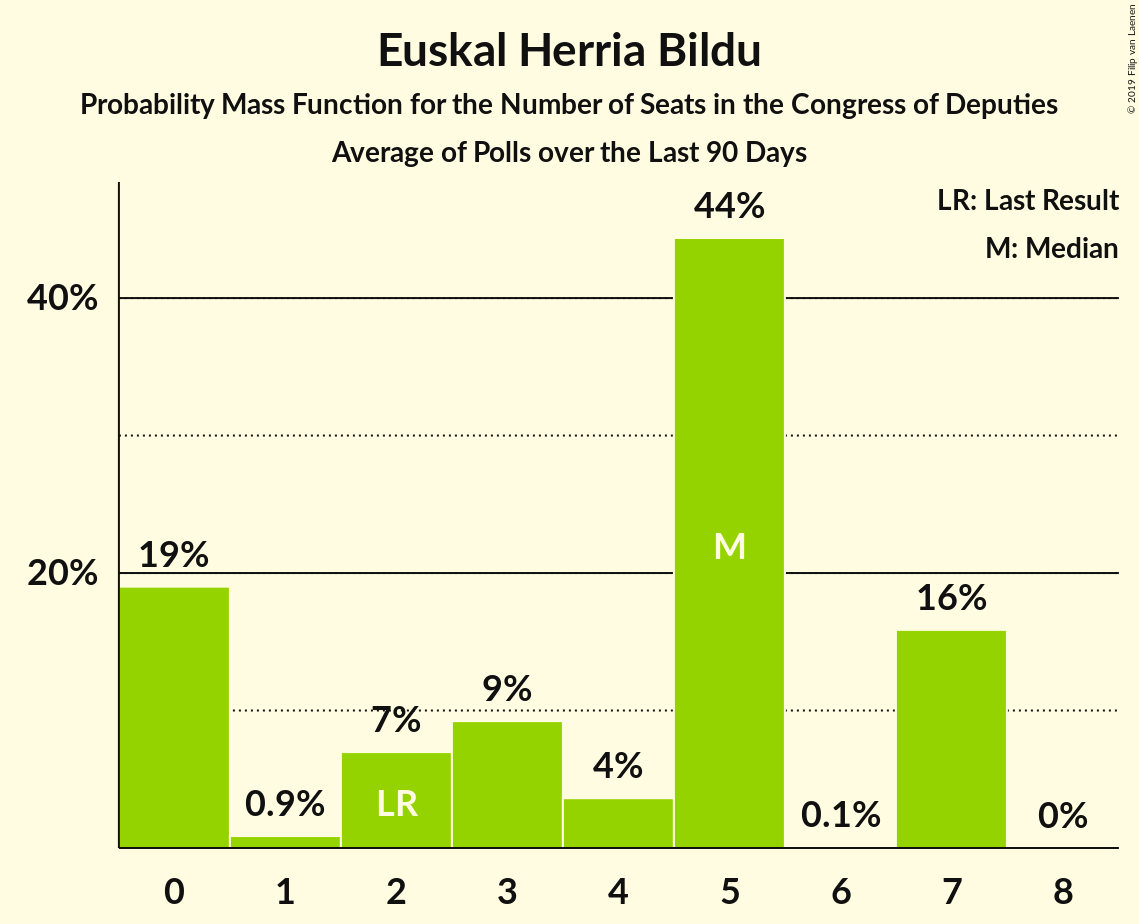 Euskal Herria Bildu
Probability Mass Function for the Number of Seats in the Congress of Deputies
Average of Polls over the Last 90 Days
© 2019 Filip van Laenen
LR: Last Result
M: Median
40%
20%
19%
0.9%
7%
9%
4%
44%
0.1%
16%
0%
LR
M
0 1 2 3 4 5 6 7 8